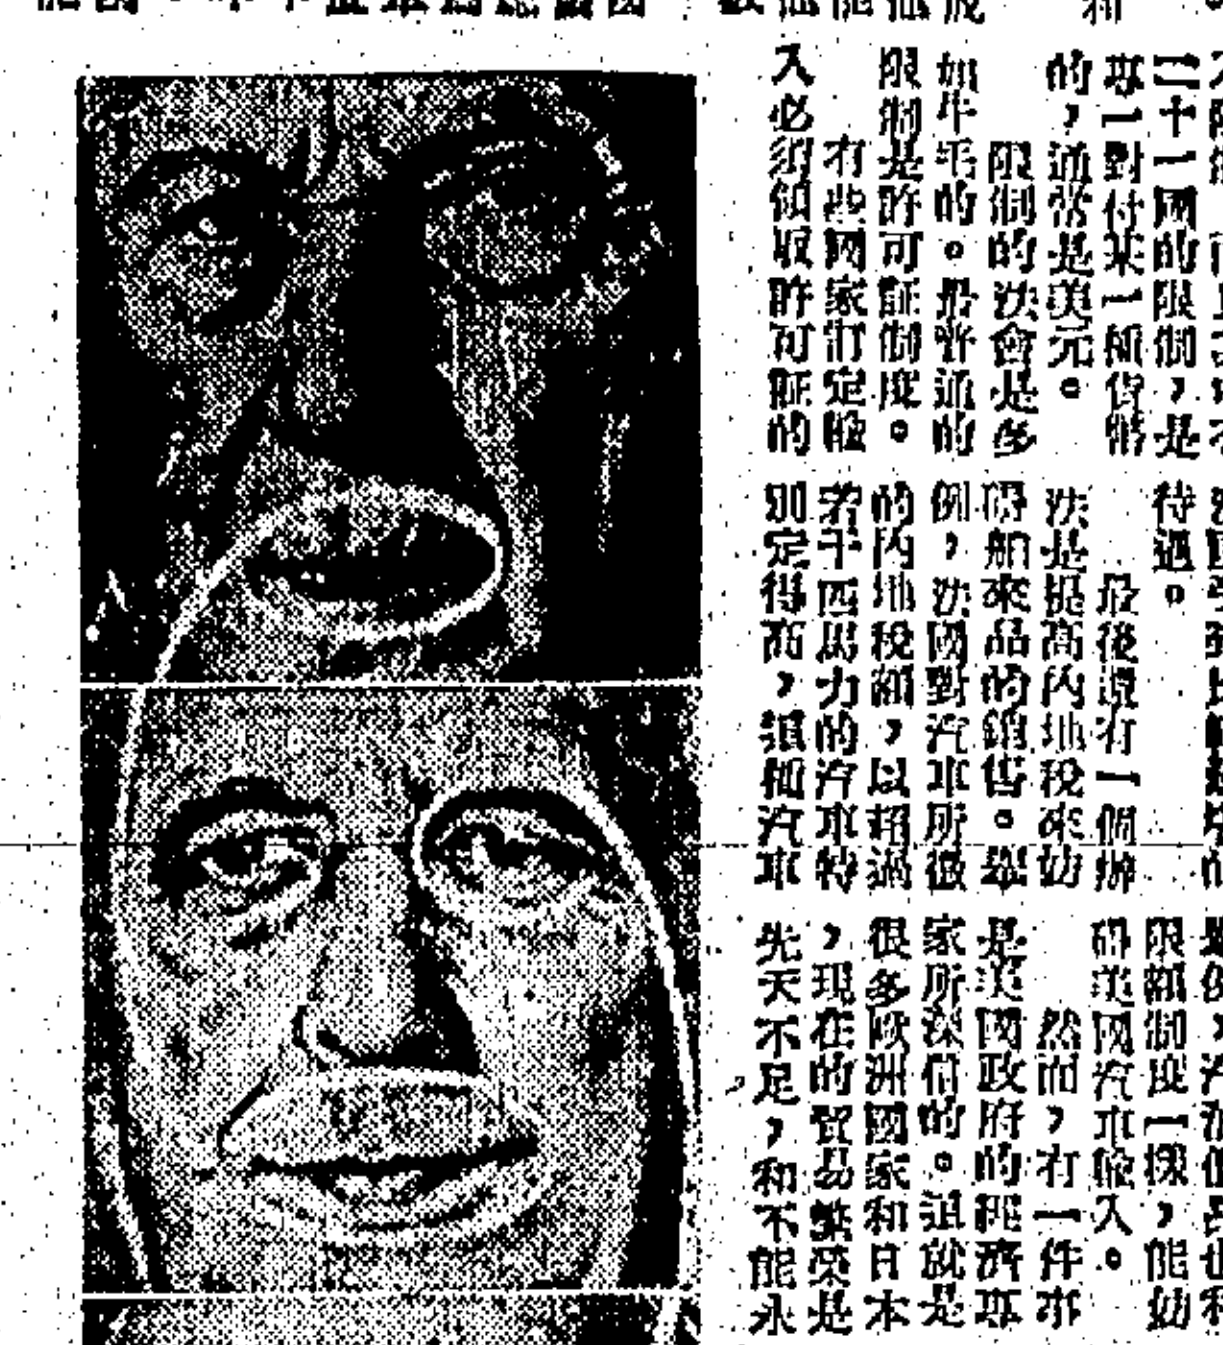 二十一國的限制，是
專一對付某一種貨幣
的，通常是美元。
限制的法會是多
如牛毛的。最普通的
限制是許可証制度。
有些國家訂定輸
入必須領取許可証的
待遇。
最後還有一個辦
法是提高內地稅來妨
碍舶來品的銷售。舉
例，法國對汽車所徵
的內地稅額，以超過
若干匹馬力的汽車特
別定得高，汽車
限額制度一樣，能妨
碍美國汽車輸入。
然而，有一件事
是美國政府的經濟專
家所深信的。這就是
很多歐洲國家和日本
，現在的貿易繁榮是
先天不足，和不能永